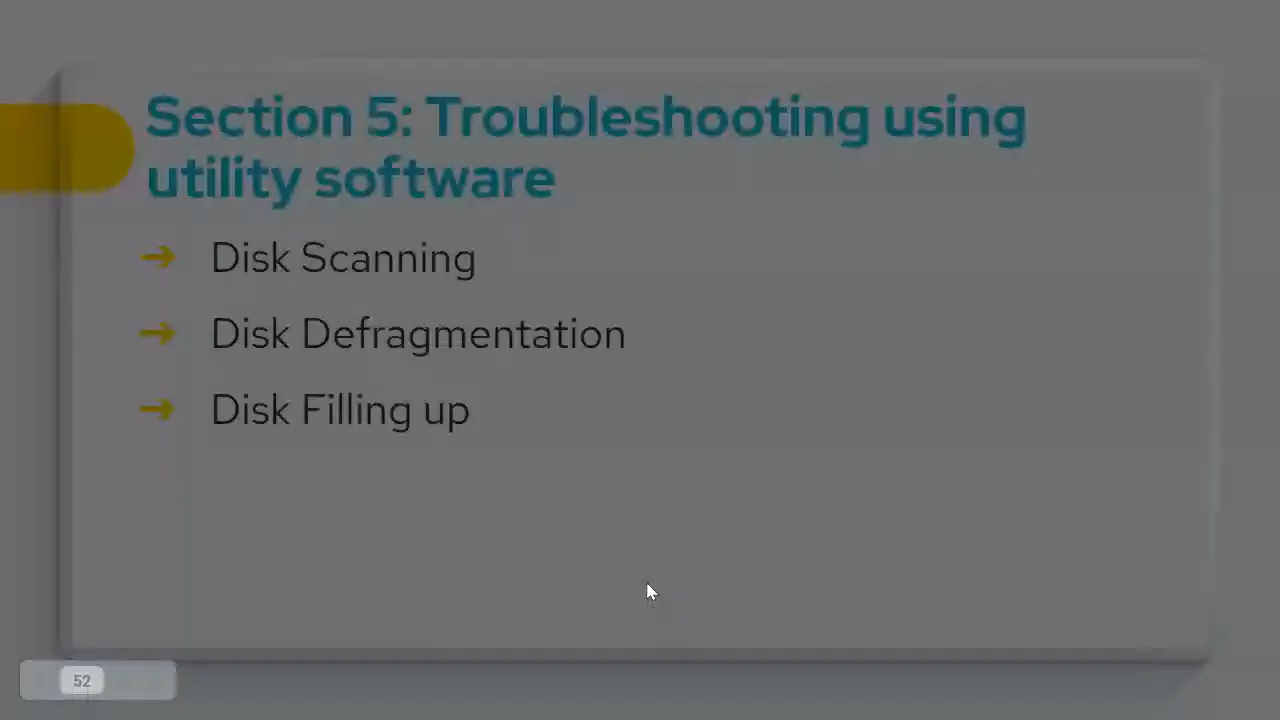 Section 5: Troubleshooting using
utility software
➔ Disk Scanning
➔ Disk Defragmentation
➔ Disk Filling up
52